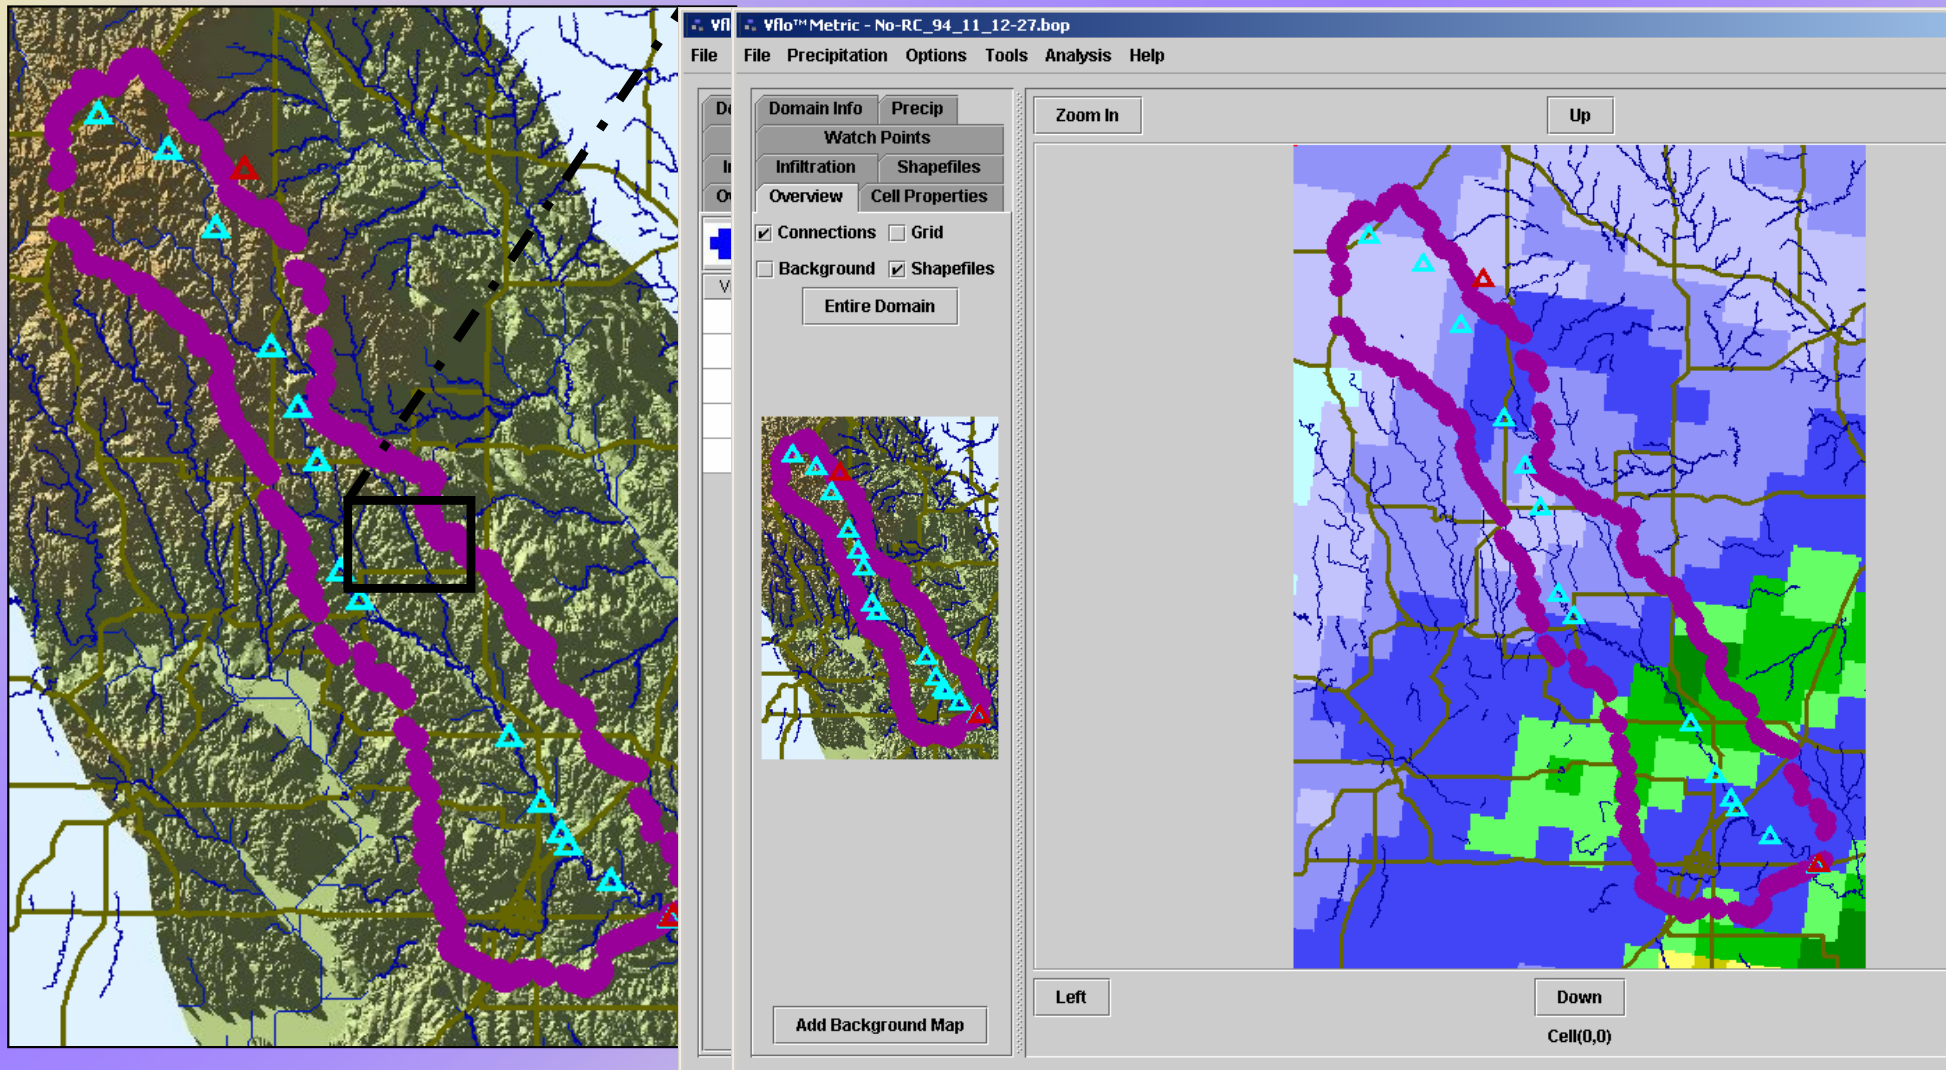 Vfl
Vflo™ Metric - No-RC_94_11_12-27.bop
File
File Precipitation Options Tools Analysis Help
Domain Info Precip
Watch Points
Infiltration Shapefiles
Overview Cell Properties
Connections Grid
Background Shapefiles
Entire Domain
Add Background Map
Zoom In
Up
Left
Down
Cell(0,0)